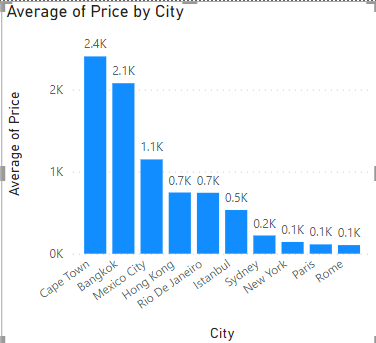 Average of Price by City
Average of Price
2K
1K
0K
2.4K
2.1K
1.1K
0.7K
0.7K
0.5K
0.2K
0.1K
0.1K
0.1K
Cape Town
Bangkok
Mexico City
Hong Kong
Rio De Janeiro
Istanbul
Sydney
New York
Paris
Rome
City